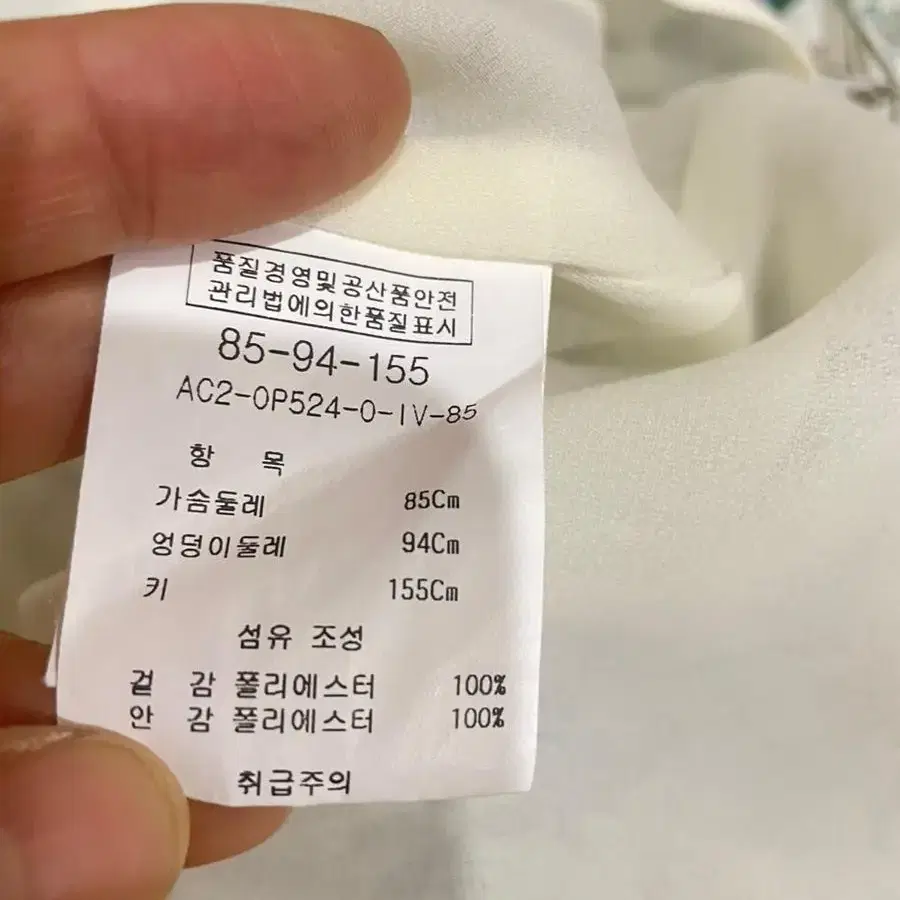 품질경영및공산품안전
관리법에의한품질표시
85-94-155
AC2-OP524-0-IV-85
항 목
가슴둘레 85Cm
엉덩이둘레 94Cm
키 155Cm
섬유 조성
겉 감 폴리에스터 100%
안 감 폴리에스터 100%
취급주의